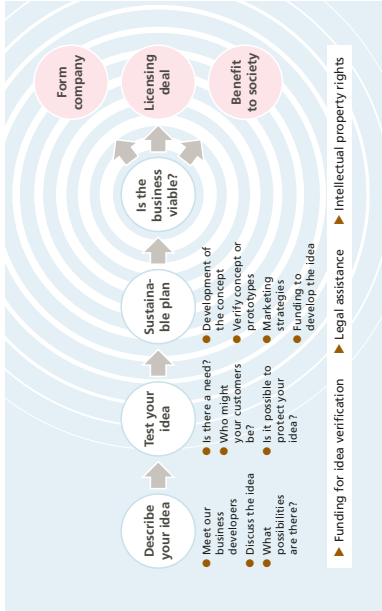 Describe
your idea
Meet our
business
developers
Discuss the idea
What
possibilities
are there?
Test your
idea
Is there a need?
Who might
your customers
be?
Is it possible to
protect your
idea?
Sustaina-
ble plan
Development of
the concept
Verify concept or
prototypes
Marketing
strategies
Funding to
develop the idea
Is the
business
viable?
Form
company
Licensing
deal
Benefit
to society
Funding for idea verification
Legal assistance
Intellectual property rights